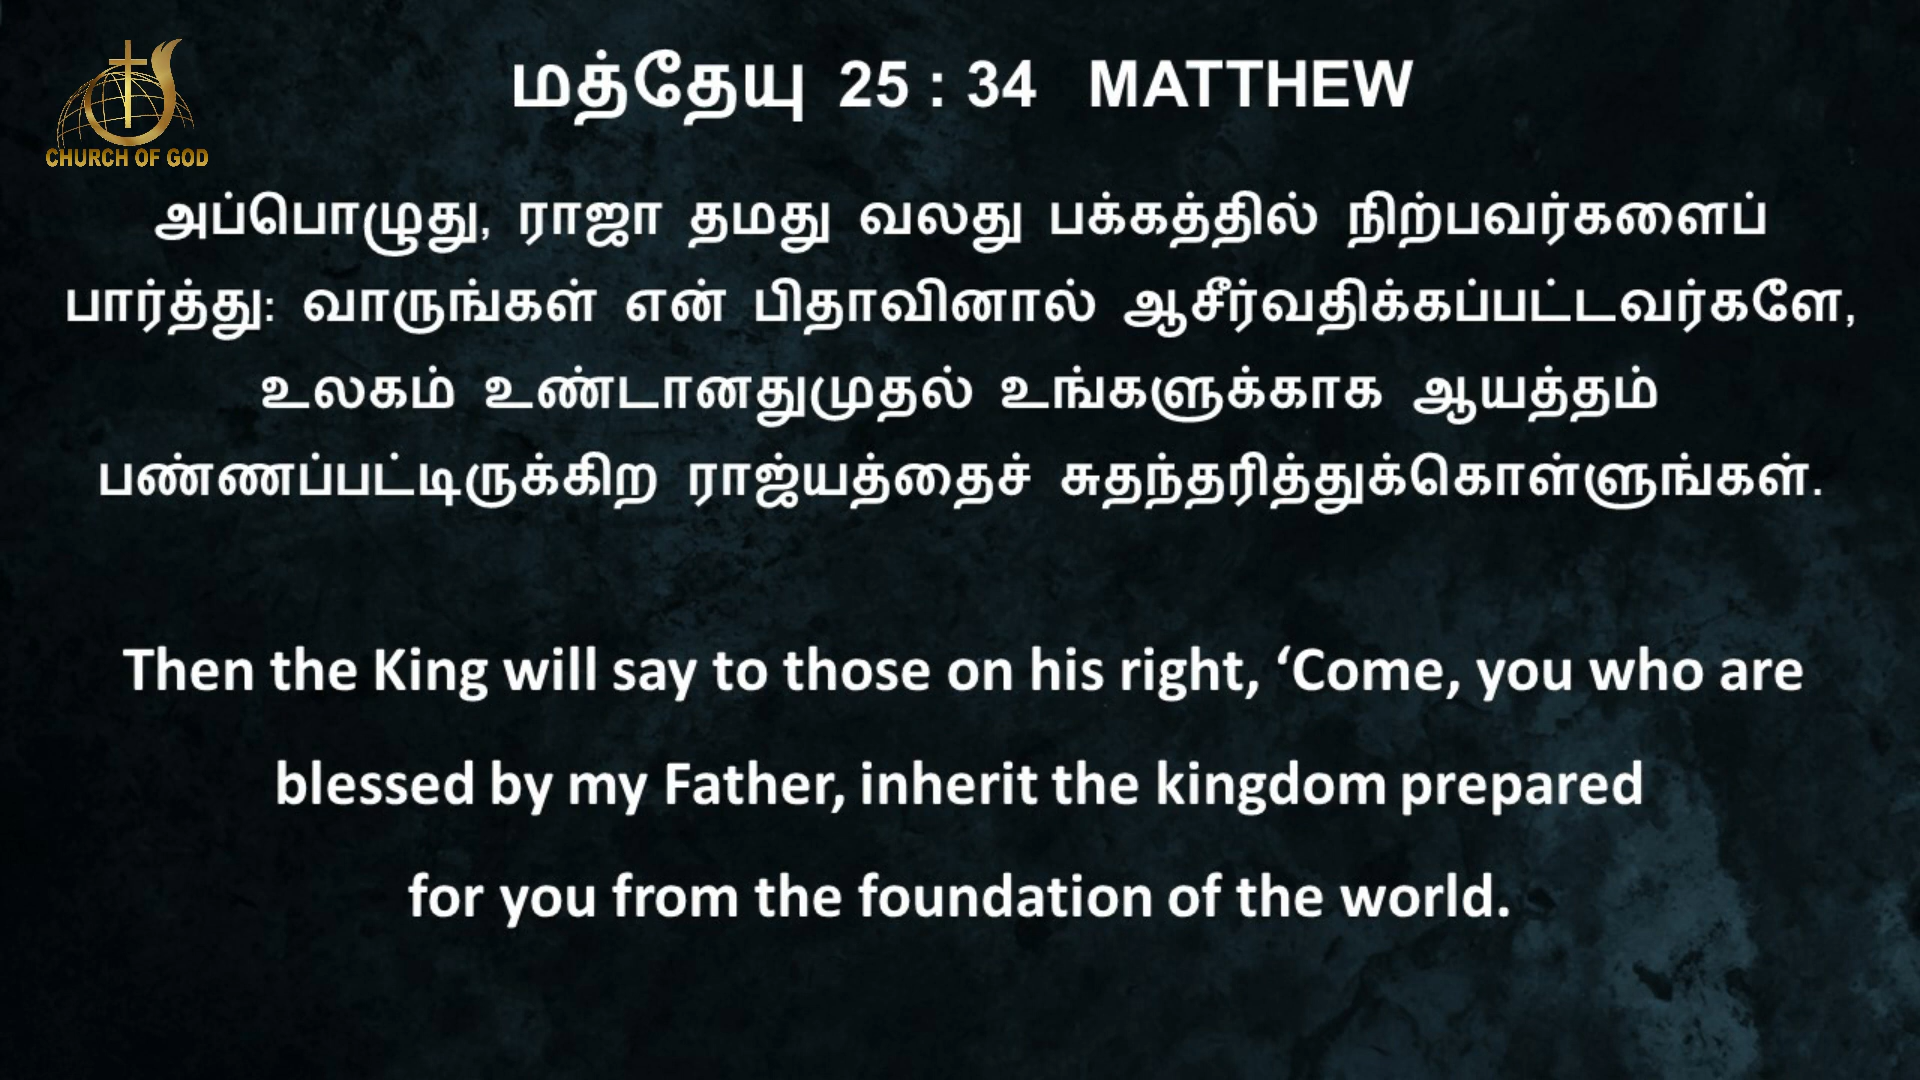 CHURCH OF GOD
மத்தேயு 25 : 34 MATTHEW
அப்பொழுது, ராஜா தமது வலது பக்கத்தில் நிற்பவர்களைப்
பார்த்து: வாருங்கள் என் பிதாவினால் ஆசீர்வதிக்கப்பட்டவர்களே,
உலகம் உண்டானதுமுதல் உங்களுக்காக ஆயத்தம்
பண்ணப்பட்டிருக்கிற ராஜ்யத்தைச் சுதந்தரித்துக்கொள்ளுங்கள்.
Then the King will say to those on his right, ‘Come, you who are
blessed by my Father, inherit the kingdom prepared
for you from the foundation of the world.